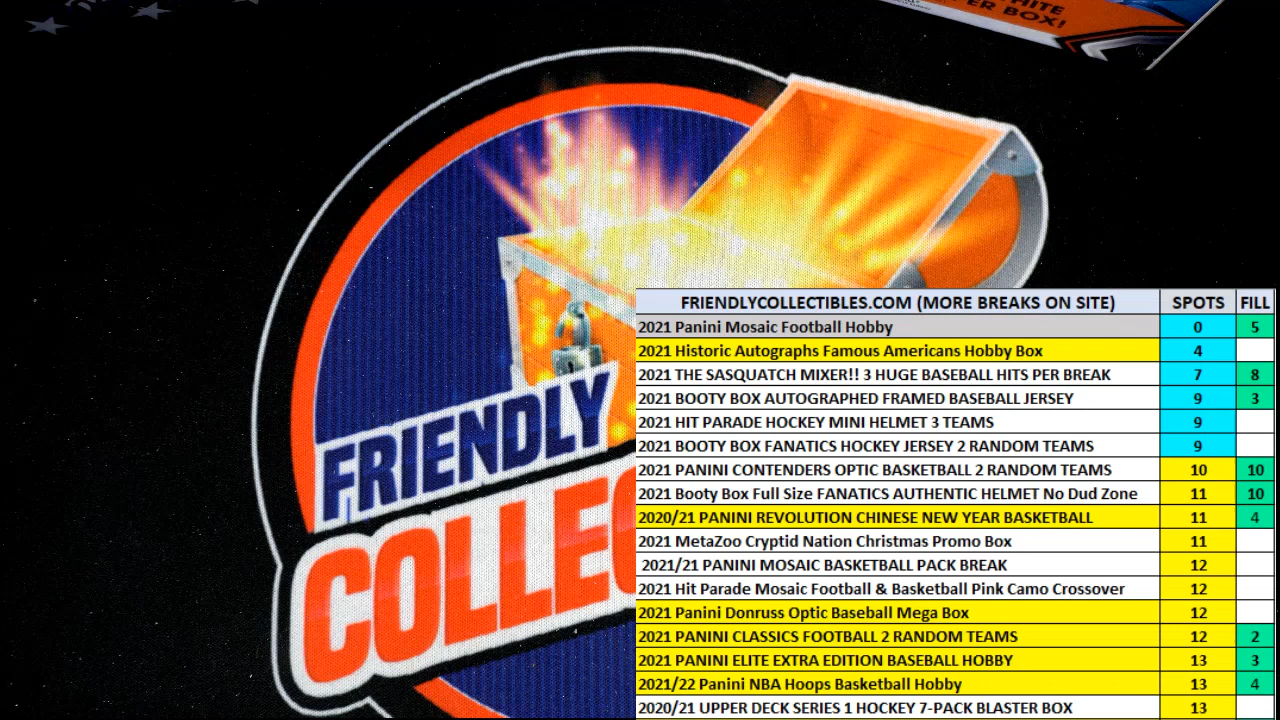 HITE
PER BOX!
FRIENDLY
COLLEC
FRIENDLYCOLLECTIBLES.COM (MORE BREAKS ON SITE) SPOTS FILL
2021 Panini Mosaic Football Hobby 0 5
2021 Historic Autographs Famous Americans Hobby Box 4
2021 THE SASQUATCH MIXER!! 3 HUGE BASEBALL HITS PER BREAK 7 8
2021 BOOTY BOX AUTOGRAPHED FRAMED BASEBALL JERSEY 9 3
2021 HIT PARADE HOCKEY MINI HELMET 3 TEAMS 9
2021 BOOTY BOX FANATICS HOCKEY JERSEY 2 RANDOM TEAMS 9
2021 PANINI CONTENDERS OPTIC BASKETBALL 2 RANDOM TEAMS 10 10
2021 Booty Box Full Size FANATICS AUTHENTIC HELMET No Dud Zone 11 10
2020/21 PANINI REVOLUTION CHINESE NEW YEAR BASKETBALL 11 4
2021 MetaZoo Cryptid Nation Christmas Promo Box 11
2021/21 PANINI MOSAIC BASKETBALL PACK BREAK 12
2021 Hit Parade Mosaic Football & Basketball Pink Camo Crossover 12
2021 Panini Donruss Optic Baseball Mega Box 12
2021 PANINI CLASSICS FOOTBALL 2 RANDOM TEAMS 12 2
2021 PANINI ELITE EXTRA EDITION BASEBALL HOBBY 13 3
2021/22 Panini NBA Hoops Basketball Hobby 13 4
2020/21 UPPER DECK SERIES 1 HOCKEY 7-PACK BLASTER BOX 13